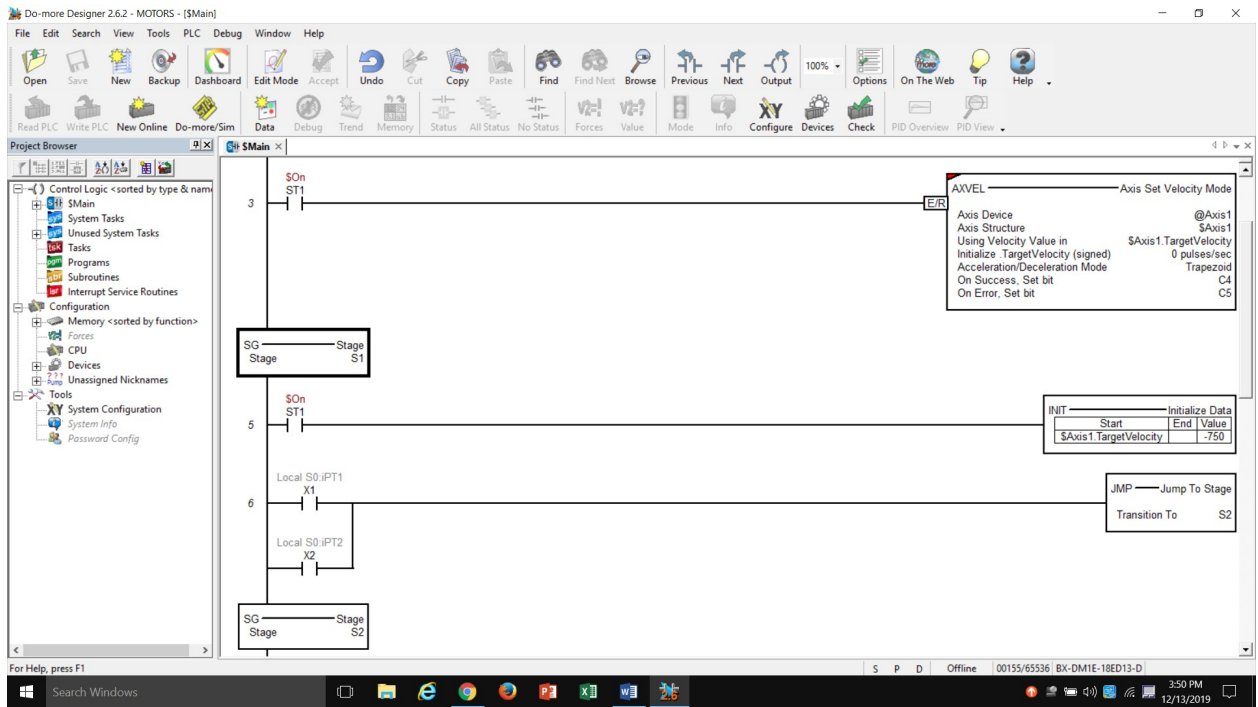 Do-more Designer 2.6.2 - MOTORS - [$Main]
File Edit Search View Tools PLC Debug Window Help
Open Save New Backup Dashboard Edit Mode Accept Undo Cut Copy Paste Find Find Next Browse Previous Next Output 100% Options On The Web Tip Help
Read PLC Write PLC New Online Do-more/Sim Data Debug Trend Memory Status All Status No Status Forces Value Mode Info Configure Devices Check PID Overview PID View
Project Browser
$Main
Control Logic <sorted by type & nam
$Main
System Tasks
Unused System Tasks
Tasks
Programs
Subroutines
Interrupt Service Routines
Configuration
Memory <sorted by function>
Forces
CPU
Devices
Unassigned Nicknames
Tools
System Configuration
System Info
Password Config
$On
ST1
3
E/R
AXVEL Axis Set Velocity Mode
Axis Device @Axis1
Axis Structure $Axis1
Using Velocity Value in $Axis1.TargetVelocity
Initialize .TargetVelocity (signed) 0 pulses/sec
Acceleration/Deceleration Mode Trapezoid
On Success, Set bit C4
On Error, Set bit C5
SG Stage
Stage S1
$On
ST1
5
INIT Initialize Data
Start End Value
$Axis1.TargetVelocity -750
Local S0:iPT1
X1
6
JMP Jump To Stage
Transition To S2
Local S0:iPT2
X2
SG Stage
Stage S2
For Help, press F1
S P D Offline 00155/65536 BX-DM1E-18ED13-D
Search Windows
3:50 PM
12/13/2019